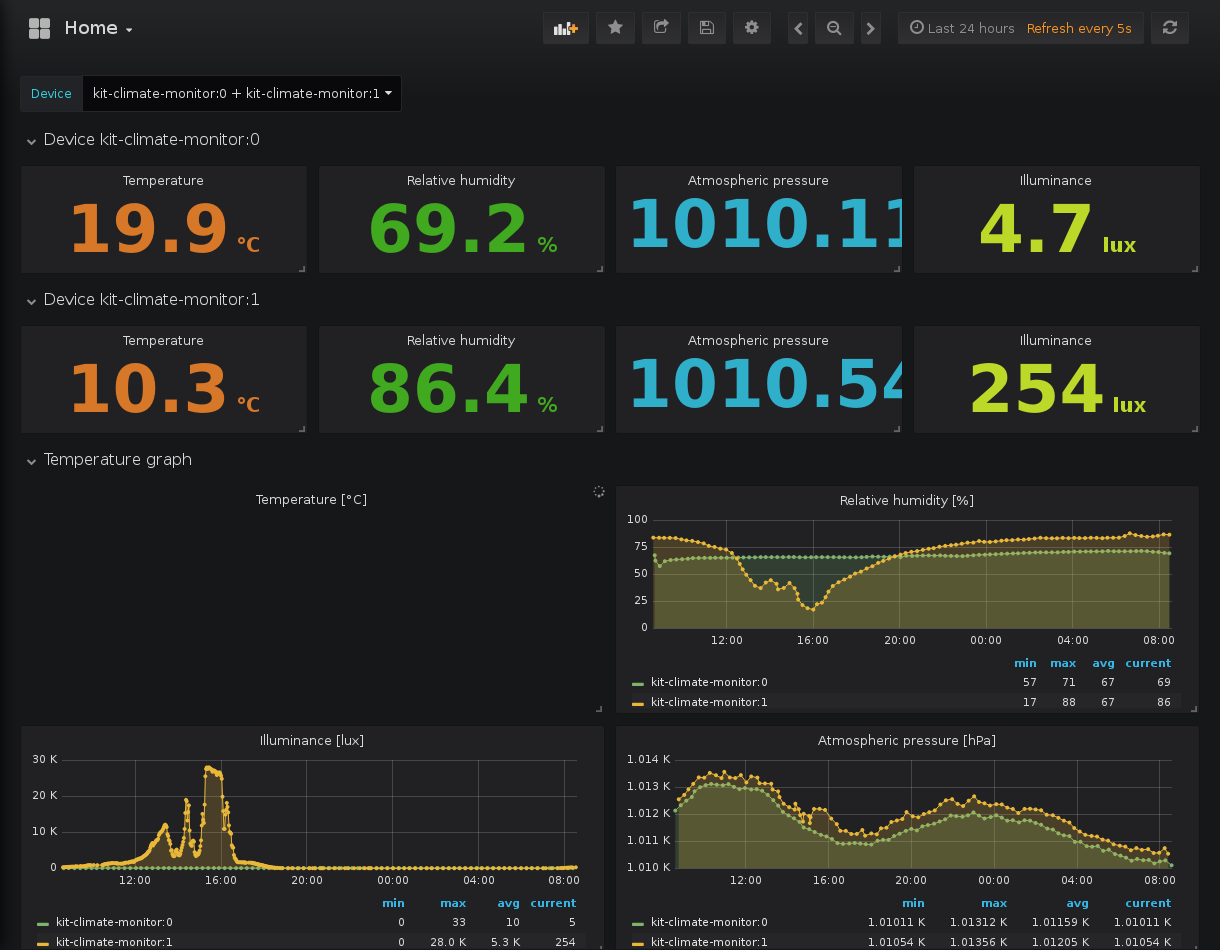 Home
Last 24 hours Refresh every 5s
Device kit-climate-monitor:0 + kit-climate-monitor:1
Device kit-climate-monitor:0
Temperature
19.9 °C
Relative humidity
69.2 %
Atmospheric pressure
1010.11
Illuminance
4.7 lux
Device kit-climate-monitor:1
Temperature
10.3 °C
Relative humidity
86.4 %
Atmospheric pressure
1010.54
Illuminance
254 lux
Temperature graph
Temperature [°C]
Relative humidity [%]
100
75
50
25
0
12:00 16:00 20:00 00:00 04:00 08:00
min max avg current
kit-climate-monitor:0 57 71 67 69
kit-climate-monitor:1 17 88 67 86
Illuminance [lux]
30 K
20 K
10 K
0
12:00 16:00 20:00 00:00 04:00 08:00
min max avg current
kit-climate-monitor:0 0 33 10 5
kit-climate-monitor:1 0 28.0 K 5.3 K 254
Atmospheric pressure [hPa]
1.014 K
1.013 K
1.012 K
1.011 K
1.010 K
12:00 16:00 20:00 00:00 04:00 08:00
min max avg current
kit-climate-monitor:0 1.01011 K 1.01312 K 1.01159 K 1.01011 K
kit-climate-monitor:1 1.01054 K 1.01356 K 1.01205 K 1.01054 K